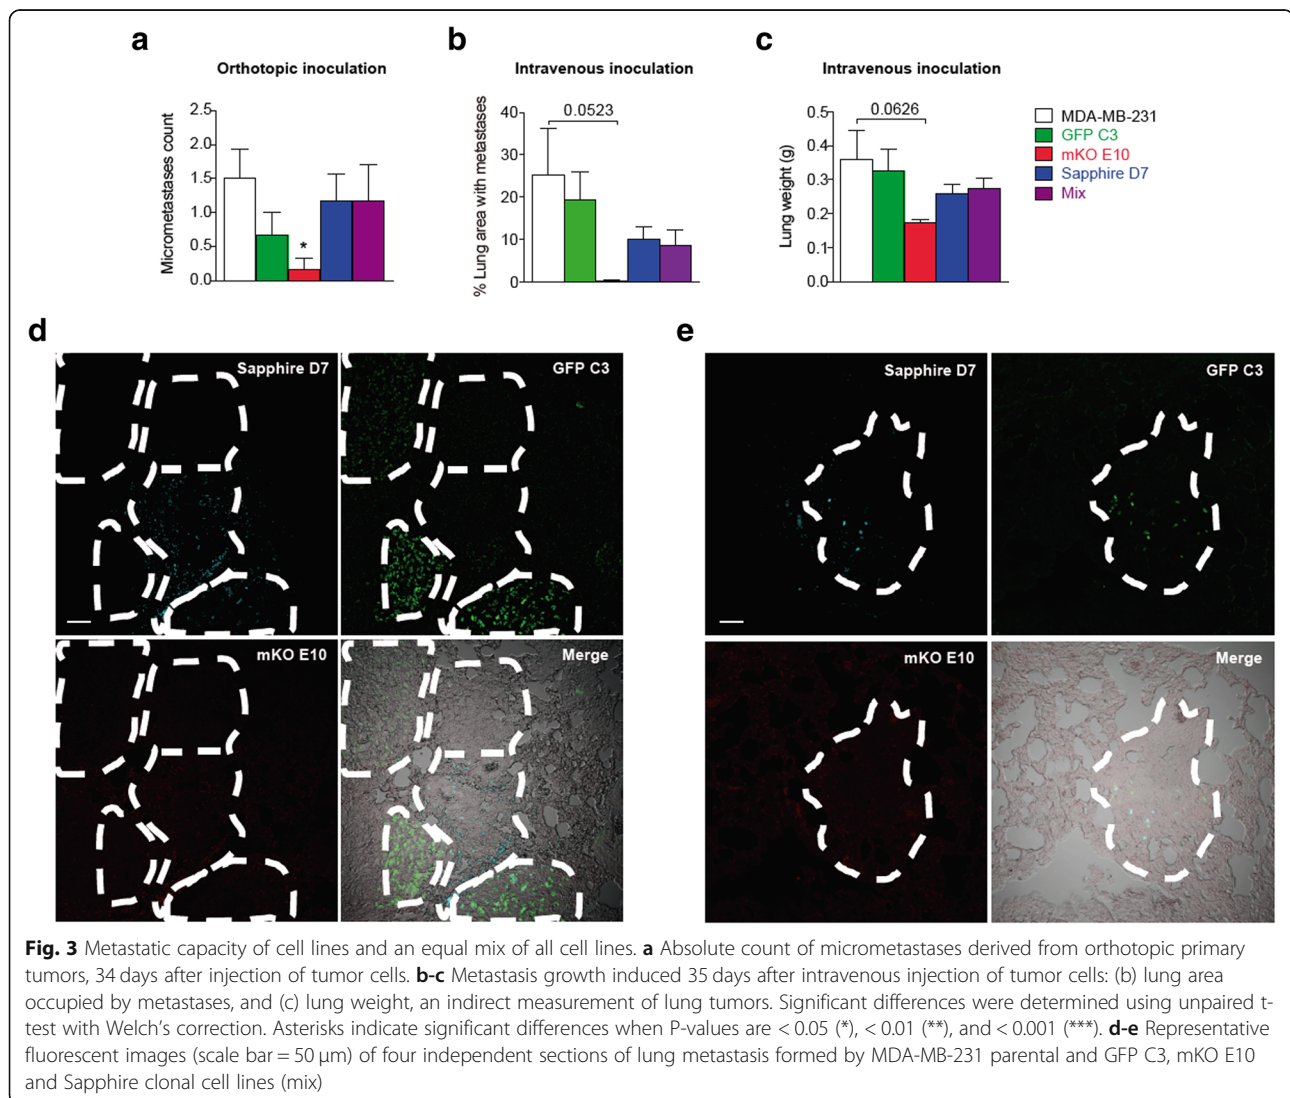 a
Orthotopic inoculation
Micrometastases count
2.5
2.0
1.5
1.0
0.5
0.0
*
b
Intravenous inoculation
% Lung area with metastases
40
30
20
10
0
0.0523
c
Intravenous inoculation
Lung weight (g)
0.5
0.4
0.3
0.2
0.1
0.0
0.0626
MDA-MB-231
GFP C3
mKO E10
Sapphire D7
Mix
d
Sapphire D7
GFP C3
mKO E10
Merge
e
Sapphire D7
GFP C3
mKO E10
Merge
Fig. 3 Metastatic capacity of cell lines and an equal mix of all cell lines. a Absolute count of micrometastases derived from orthotopic primary
tumors, 34 days after injection of tumor cells. b-c Metastasis growth induced 35 days after intravenous injection of tumor cells: (b) lung area
occupied by metastases, and (c) lung weight, an indirect measurement of lung tumors. Significant differences were determined using unpaired t-
test with Welch's correction. Asterisks indicate significant differences when P-values are < 0.05 (*), < 0.01 (**), and < 0.001 (***). d-e Representative
fluorescent images (scale bar = 50 μm) of four independent sections of lung metastasis formed by MDA-MB-231 parental and GFP C3, mKO E10
and Sapphire clonal cell lines (mix)